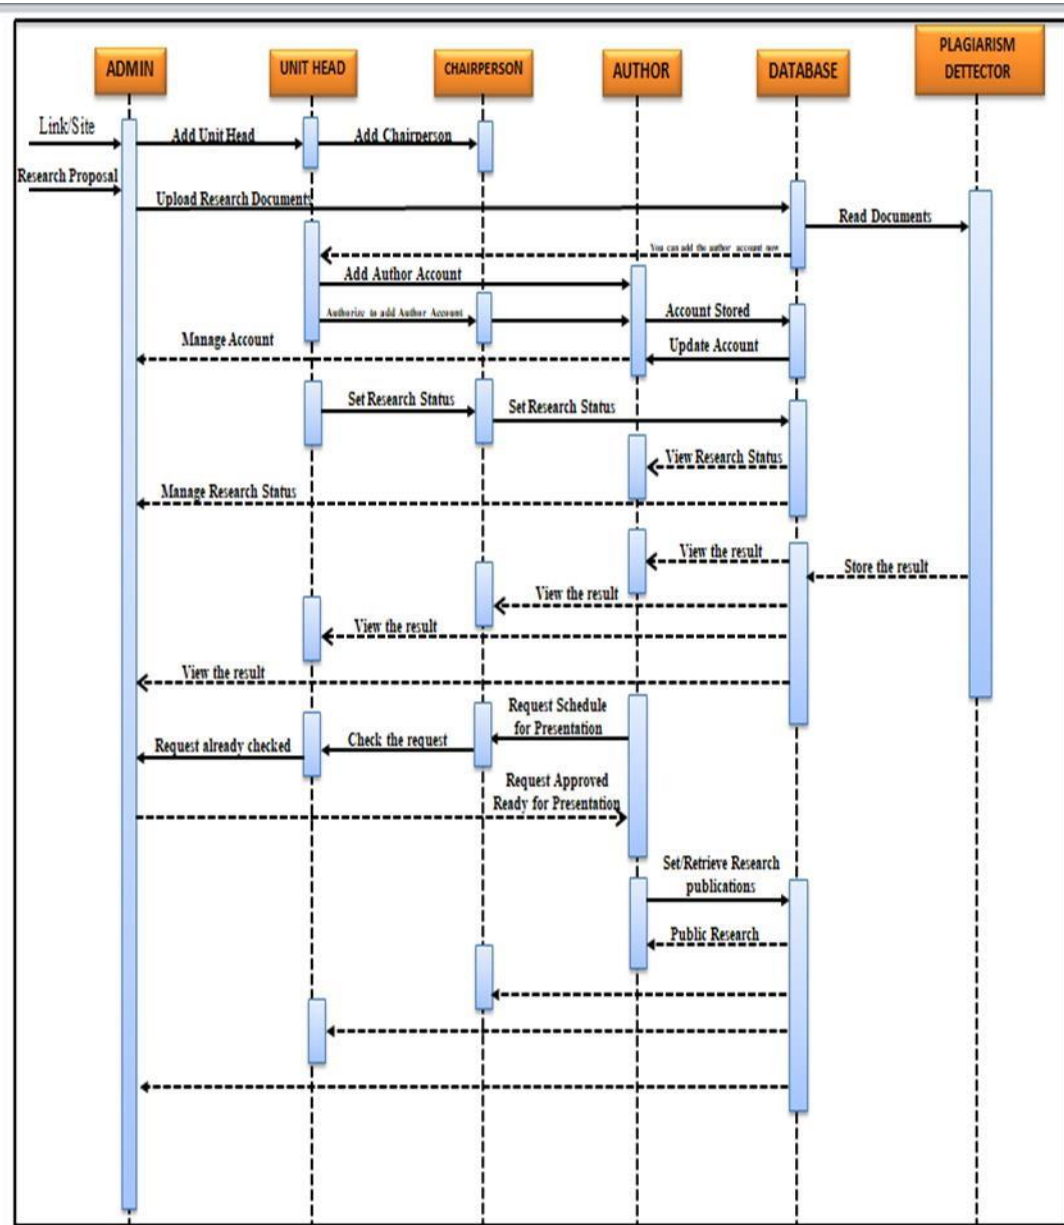 ADMIN
UNIT HEAD
CHAIRPERSON
AUTHOR
DATABASE
PLAGIARISM
DETTECTOR
Link/Site
Add Unit Head
Add Chairperson
Research Proposal
Upload Research Documents
Read Documents
You can add the author account now
Add Author Account
Authorize to add Author Account
Account Stored
Manage Account
Update Account
Set Research Status
Set Research Status
View Research Status
Manage Research Status
View the result
Store the result
View the result
View the result
View the result
Request Schedule
for Presentation
Check the request
Request already checked
Request Approved
Ready for Presentation
Set/Retrieve Research
publications
Public Research